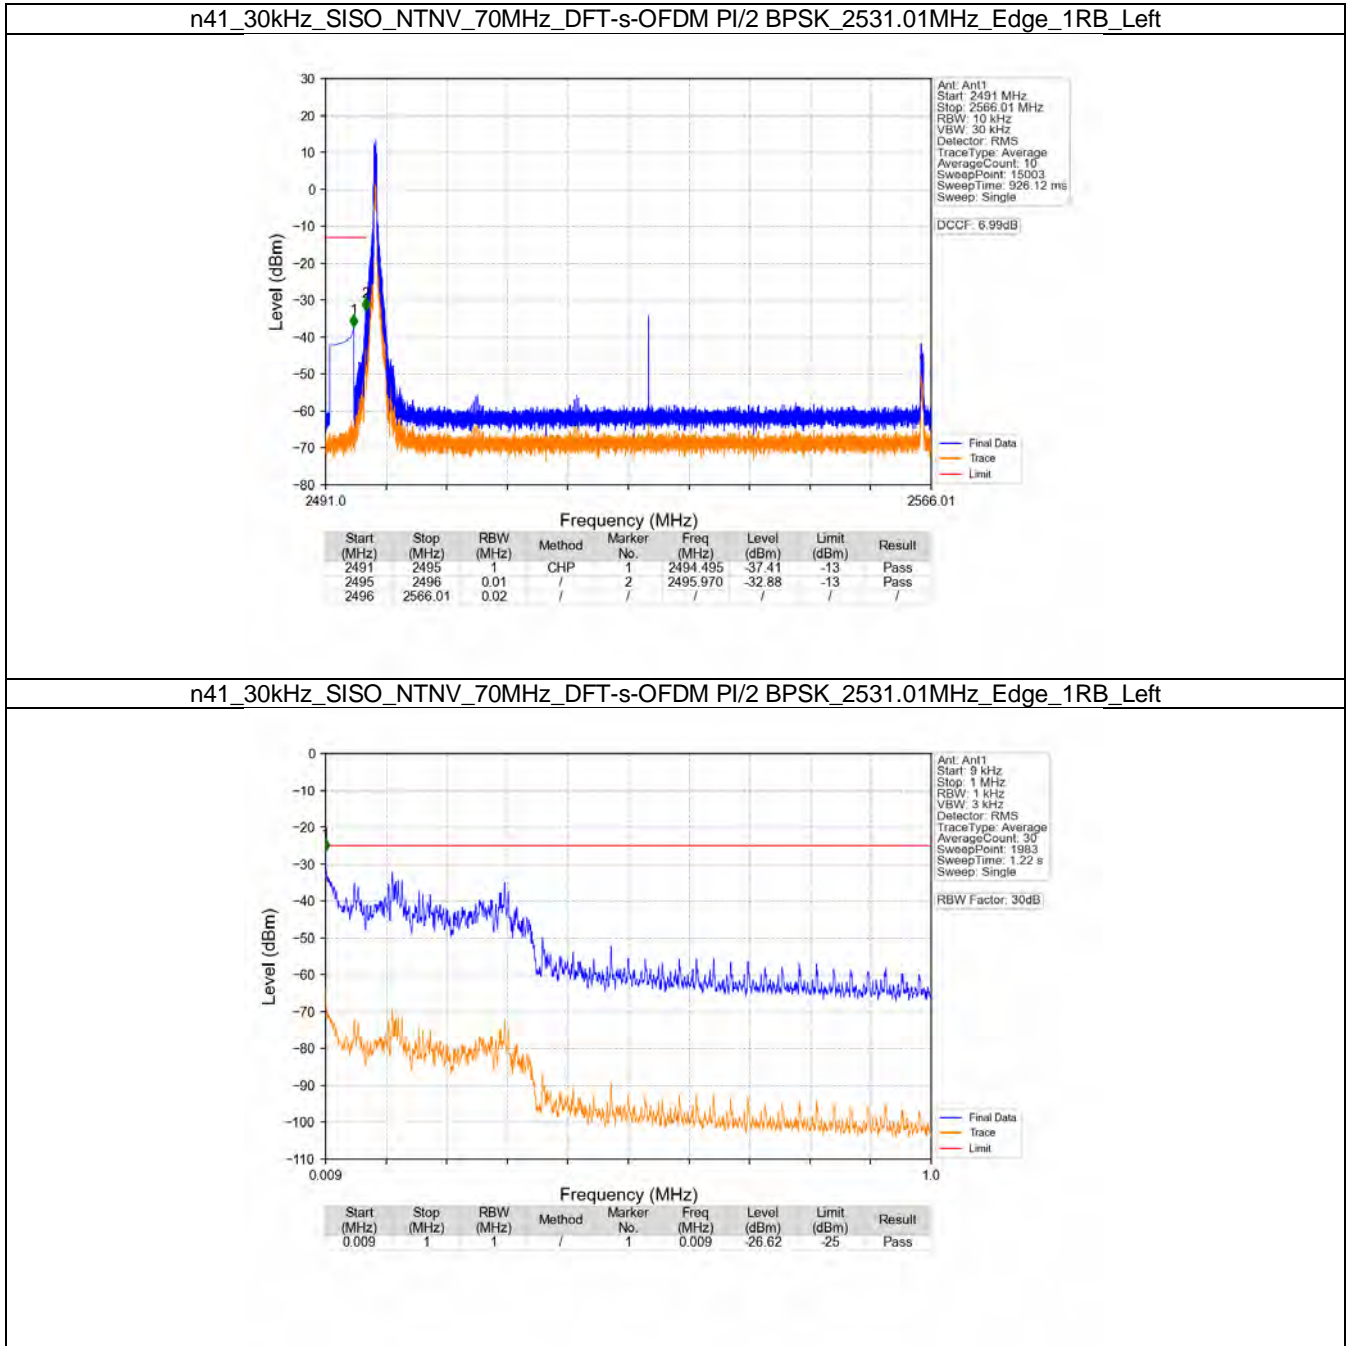 n41_30kHz_SISO_NTNV_70MHz_DFT-s-OFDM PI/2 BPSK_2531.01MHz_Edge_1RB_Left
30
20
10
0
−10
−20
−30
−40
−50
−60
−70
−80
Level (dBm)
1
2
2491.0
2566.01
Frequency (MHz)
Ant: Ant1
Start: 2491 MHz
Stop: 2566.01 MHz
RBW: 10 kHz
VBW: 30 kHz
Detector: RMS
TraceType: Average
AverageCount: 10
SweepPoint: 15003
SweepTime: 926.12 ms
Sweep: Single
DCCF: 6.99dB
Final Data
Trace
Limit
Start (MHz) Stop (MHz) RBW (MHz) Method Marker No. Freq (MHz) Level (dBm) Limit (dBm) Result
2491 2495 1 CHP 1 2494.495 -37.41 -13 Pass
2495 2496 0.01 / 2 2495.970 -32.88 -13 Pass
2496 2566.01 0.02 / / / / / /
n41_30kHz_SISO_NTNV_70MHz_DFT-s-OFDM PI/2 BPSK_2531.01MHz_Edge_1RB_Left
0
−10
−20
−30
−40
−50
−60
−70
−80
−90
−100
−110
Level (dBm)
0.009
1.0
Frequency (MHz)
Ant: Ant1
Start: 9 kHz
Stop: 1 MHz
RBW: 1 kHz
VBW: 3 kHz
Detector: RMS
TraceType: Average
AverageCount: 30
SweepPoint: 1983
SweepTime: 1.22 s
Sweep: Single
RBW Factor: 30dB
Final Data
Trace
Limit
Start (MHz) Stop (MHz) RBW (MHz) Method Marker No. Freq (MHz) Level (dBm) Limit (dBm) Result
0.009 1 1 / 1 0.009 -26.62 -25 Pass